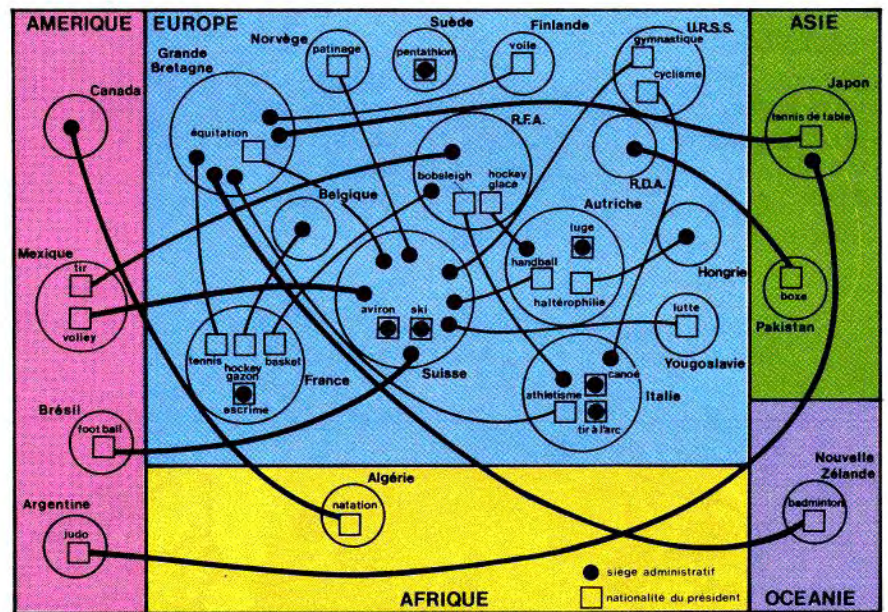 AMERIQUE
EUROPE
ASIE
Canada
Mexique
tir
volley
Brésil
foot ball
Argentine
judo
Grande
Bretagne
équitation
Norvège
patinage
Suède
pentathlon
Finlande
voile
U.R.S.S.
gymnastique
cyclisme
R.F.A.
bobsleigh
hockey
glace
R.D.A.
Belgique
Autriche
luge
handball
haltérophilie
Hongrie
aviron
ski
Suisse
lutte
Yougoslavie
tennis
hockey
gazon
basket
escrime
France
athlétisme
canoé
tir à l'arc
Italie
Japon
tennis de table
boxe
Pakistan
Algérie
natation
Nouvelle
Zélande
badminton
siège administratif
nationalité du président
AFRIQUE
OCEANIE